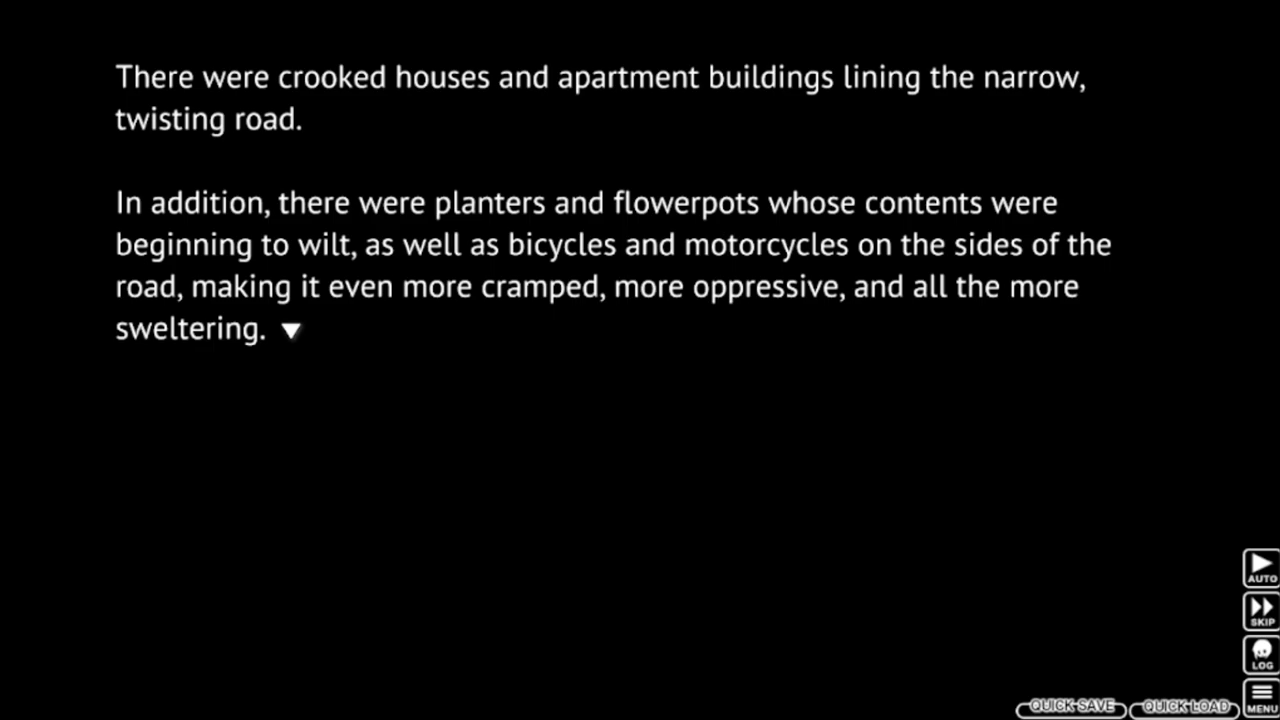 There were crooked houses and apartment buildings lining the narrow,
twisting road.
In addition, there were planters and flowerpots whose contents were
beginning to wilt, as well as bicycles and motorcycles on the sides of the
road, making it even more cramped, more oppressive, and all the more
sweltering.
AUTO
SKIP
LOG
MENU
QUICK SAVE QUICK LOAD